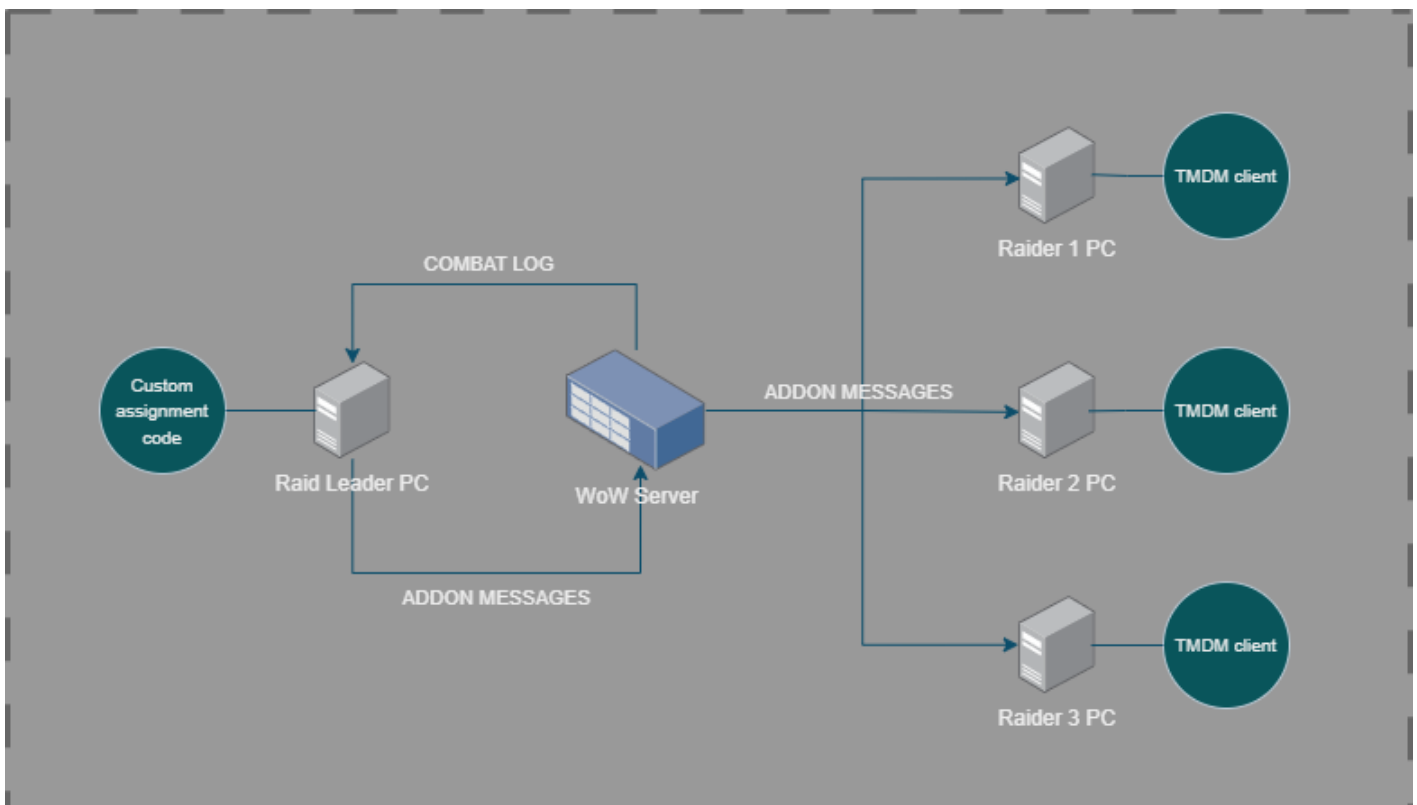 TMDM client
Raider 1 PC
COMBAT LOG
Custom
assignment
code
Raid Leader PC
WoW Server
ADDON MESSAGES
TMDM client
Raider 2 PC
ADDON MESSAGES
TMDM client
Raider 3 PC